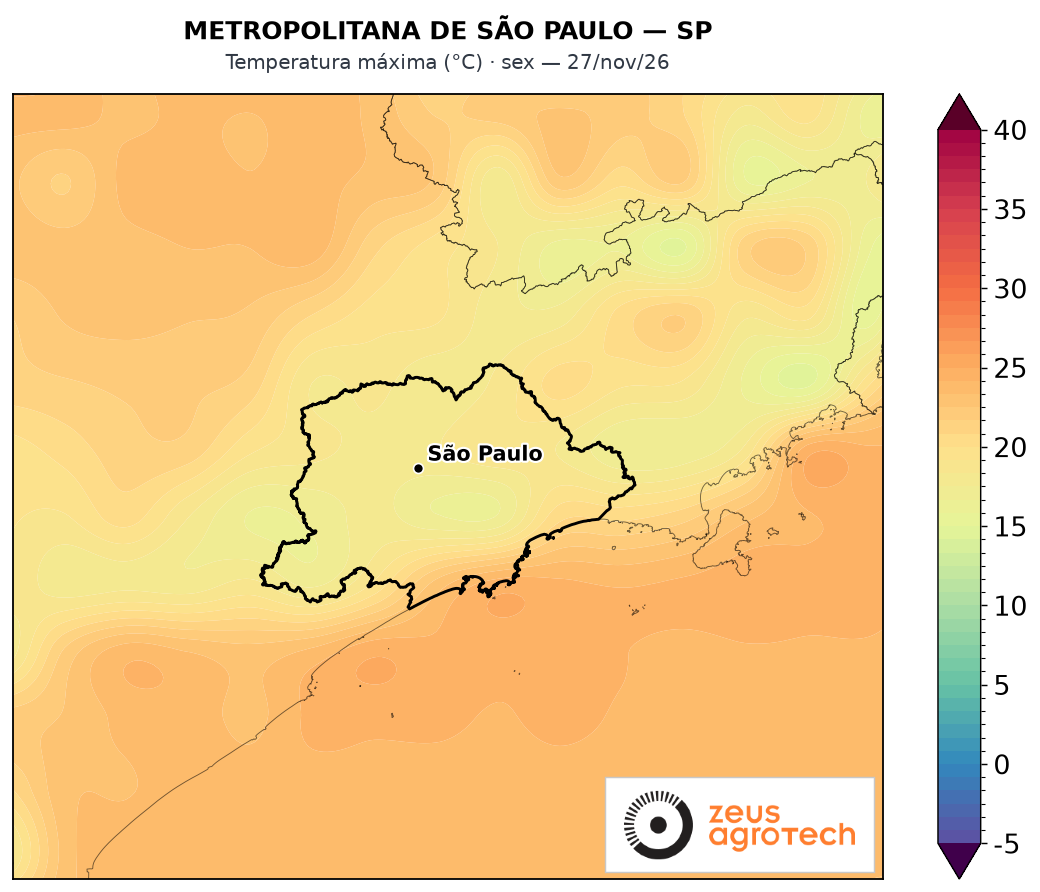 METROPOLITANA DE SÃO PAULO — SP
Temperatura máxima (°C) · sex — 27/nov/26
São Paulo
40
35
30
25
20
15
10
5
0
-5
zeus
agrotech